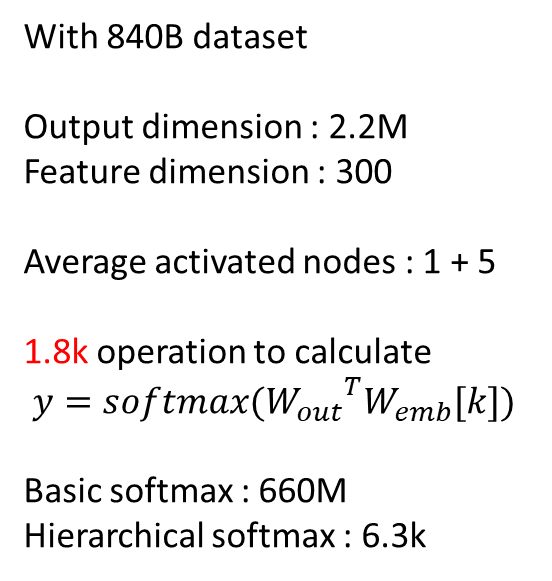 With 840B dataset
Output dimension : 2.2M
Feature dimension : 300
Average activated nodes : 1 + 5
1.8k operation to calculate
y = softmax(W_{out}^T W_{emb}[k])
Basic softmax : 660M
Hierarchical softmax : 6.3k